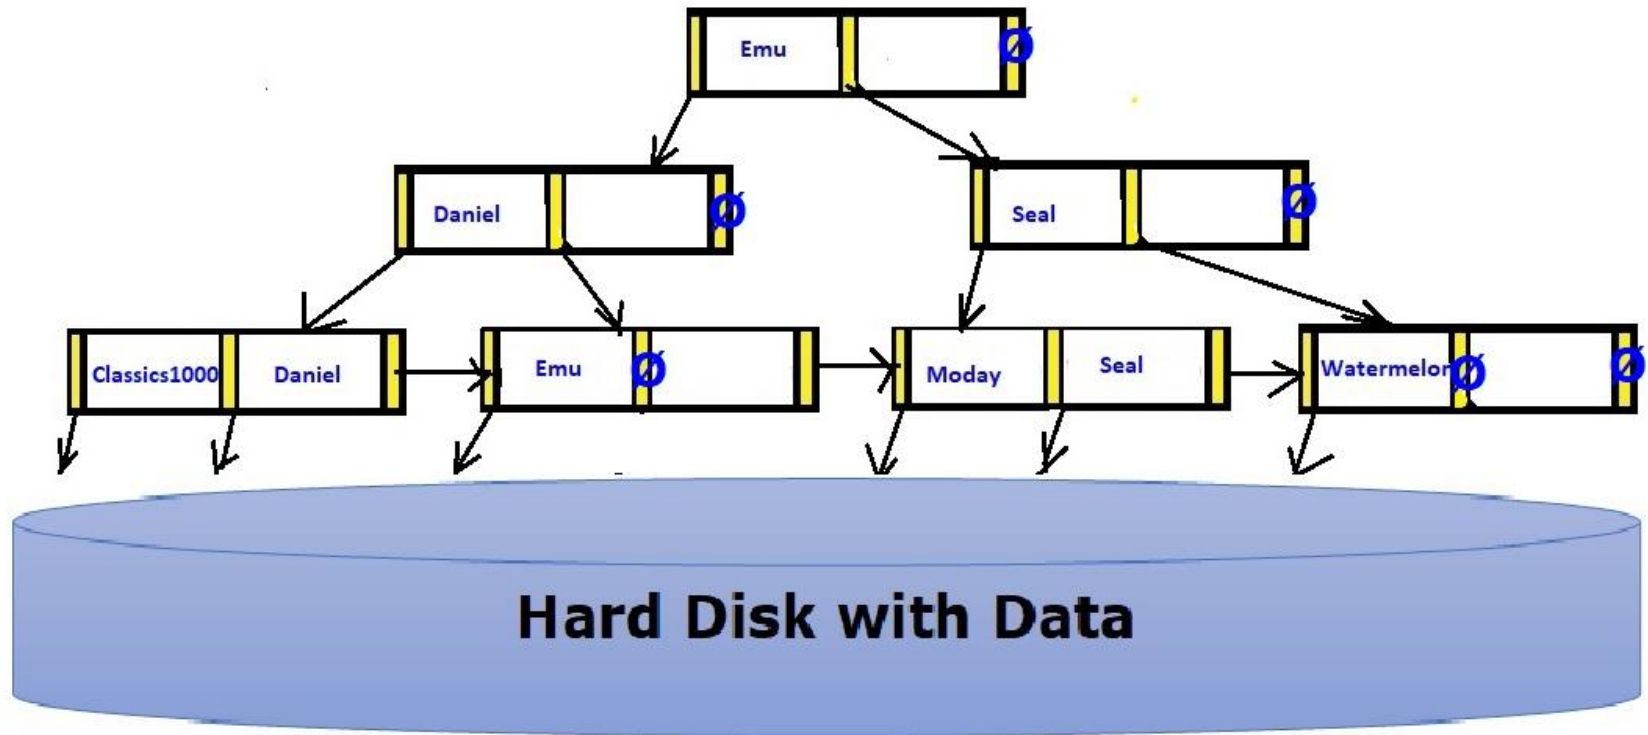 Emu Ø
Daniel Ø
Seal Ø
Classics1000 Daniel
Emu Ø
Moday Seal
Watermelon Ø Ø
Hard Disk with Data